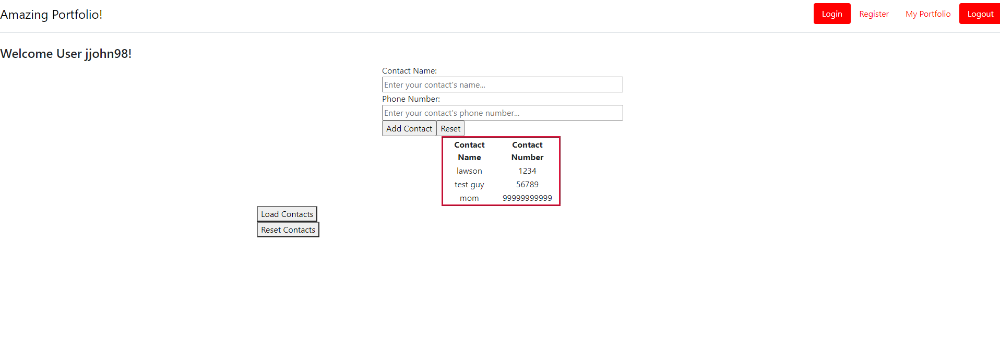 Amazing Portfolio! Login Register My Portfolio Logout
Welcome User jjohn98!
Contact Name:
Enter your contact's name...
Phone Number:
Enter your contact's phone number...
Add Contact Reset
Contact Name Contact Number
lawson 1234
test guy 56789
mom 99999999999
Load Contacts
Reset Contacts